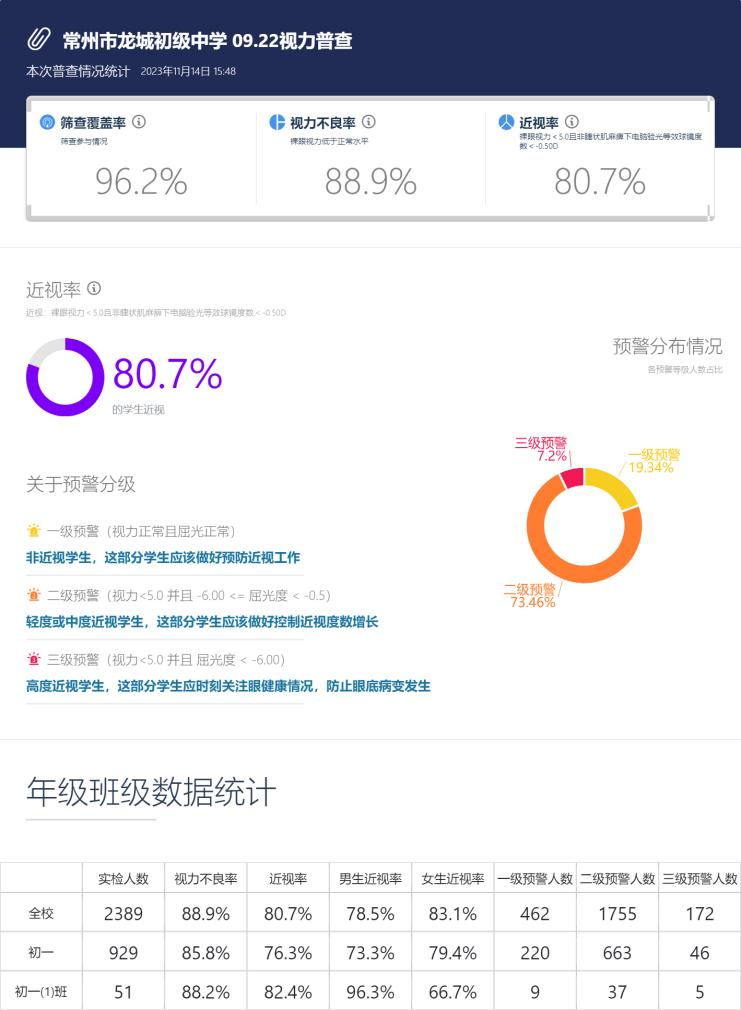 常州市龙城初级中学 09.22视力普查
本次普查情况统计 2023年11月14日 15:48
筛查覆盖率
筛查参与情况
96.2%
视力不良率
裸眼视力低于正常水平
88.9%
近视率
裸眼视力 < 5.0且非睫状肌麻痹下电脑验光等效球镜度
数 < -0.50D
80.7%
近视率
近视: 裸眼视力 < 5.0且非睫状肌麻痹下电脑验光等效球镜度数 < -0.50D
80.7%
的学生近视
预警分布情况
各预警等级人数占比
三级预警
7.2%
一级预警
19.34%
二级预警
73.46%
关于预警分级
一级预警（视力正常且屈光正常）
非近视学生，这部分学生应该做好预防近视工作
二级预警（视力<5.0 并且 -6.00 <= 屈光度 < -0.5）
轻度或中度近视学生，这部分学生应该做好控制近视度数增长
三级预警（视力<5.0 并且 屈光度 < -6.00）
高度近视学生，这部分学生应时刻关注眼健康情况，防止眼底病变发生
年级班级数据统计
实检人数 视力不良率 近视率 男生近视率 女生近视率 一级预警人数 二级预警人数 三级预警人数
全校 2389 88.9% 80.7% 78.5% 83.1% 462 1755 172
初一 929 85.8% 76.3% 73.3% 79.4% 220 663 46
初一(1)班 51 88.2% 82.4% 96.3% 66.7% 9 37 5